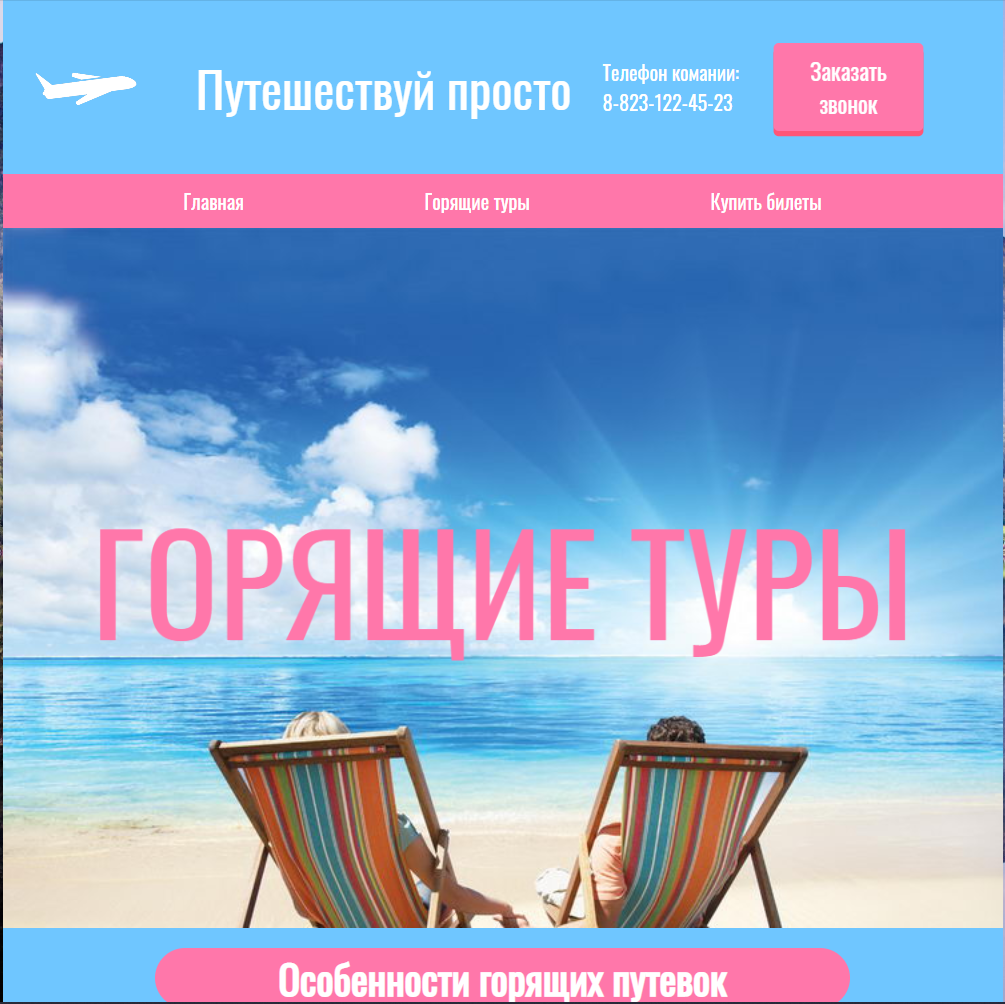 Путешествуй просто
Телефон комании:
8-823-122-45-23
Заказать
звонок
Главная
Горящие туры
Купить билеты
ГОРЯЩИЕ ТУРЫ
Особенности горящих путевок